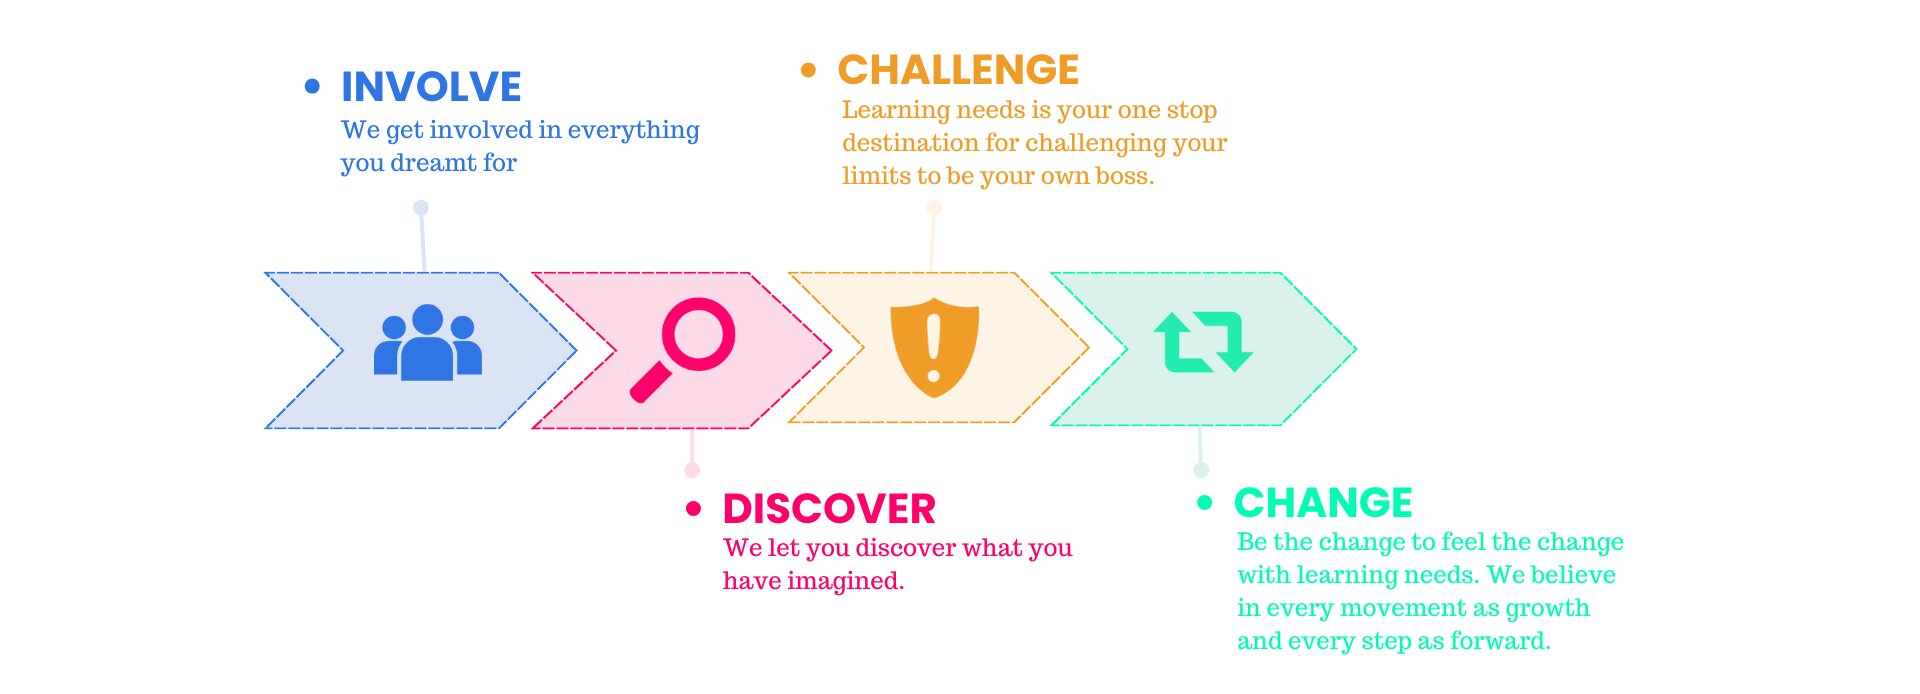 INVOLVE
We get involved in everything
you dreamt for
CHALLENGE
Learning needs is your one stop
destination for challenging your
limits to be your own boss.
DISCOVER
We let you discover what you
have imagined.
CHANGE
Be the change to feel the change
with learning needs. We believe
in every movement as growth
and every step as forward.